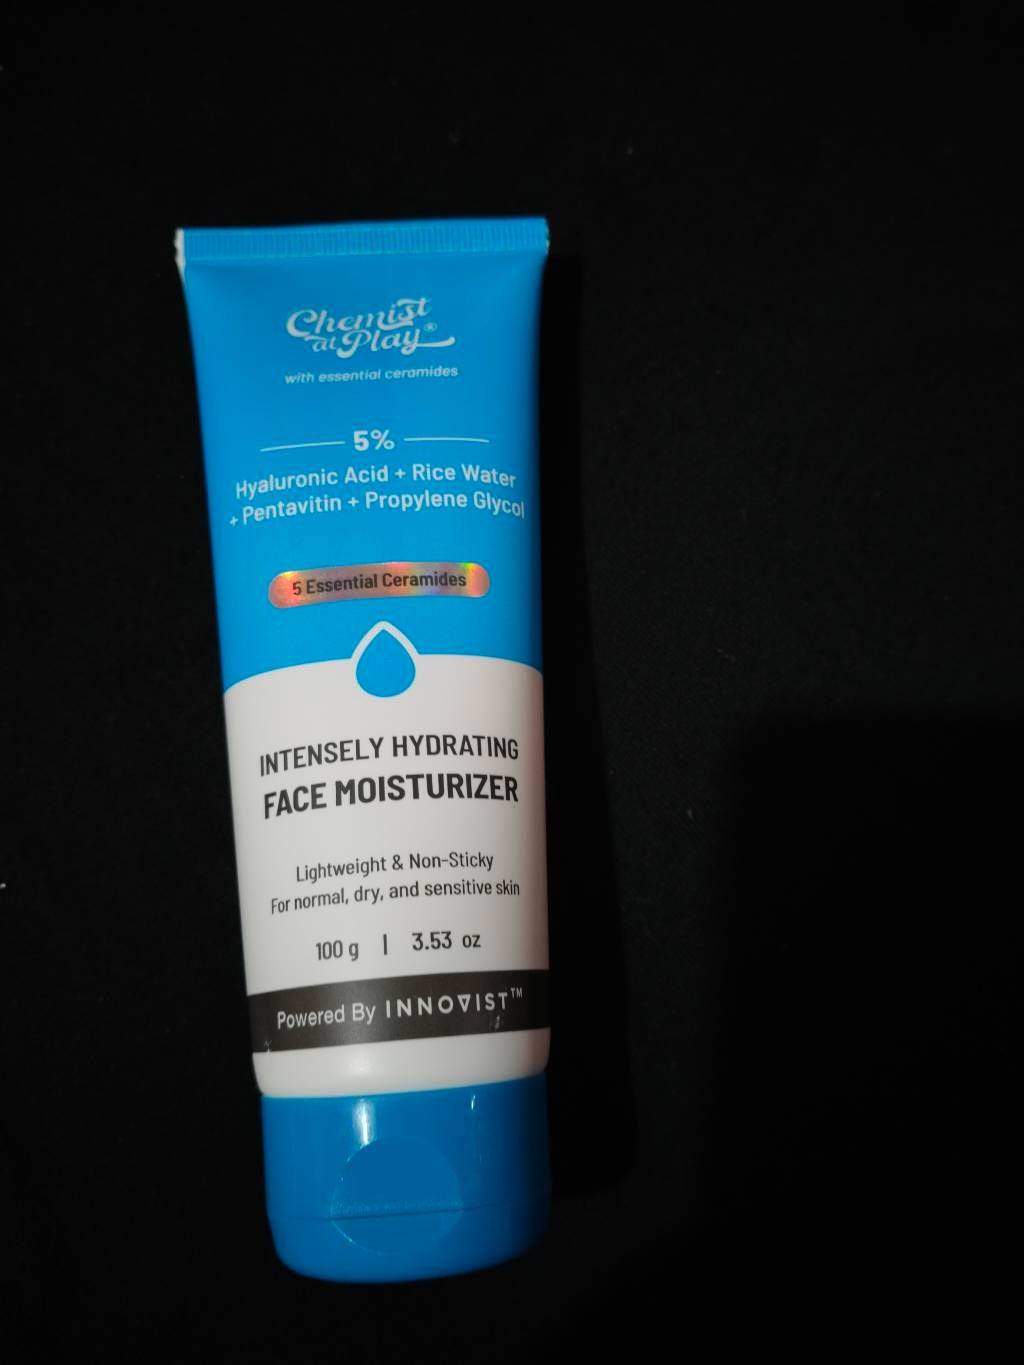 Chemist
at Play®
with essential ceramides
5%
Hyaluronic Acid + Rice Water
+ Pentavitin + Propylene Glycol
5 Essential Ceramides
INTENSELY HYDRATING
FACE MOISTURIZER
Lightweight & Non-Sticky
For normal, dry, and sensitive skin
100 g | 3.53 oz
Powered By INNOVIST™